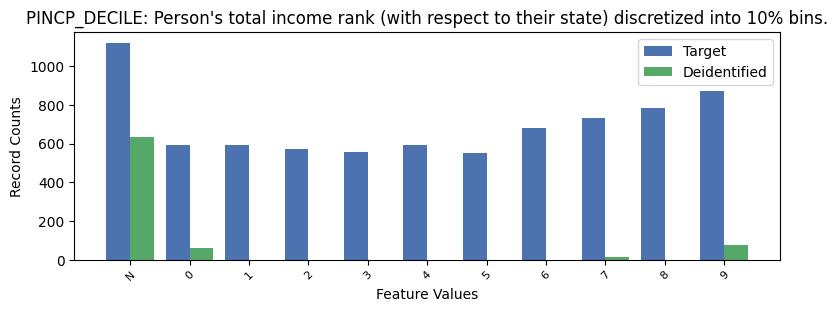 PINCP_DECILE: Person's total income rank (with respect to their state) discretized into 10% bins.
Target
Deidentified
Record Counts
1000
800
600
400
200
0
N 0 1 2 3 4 5 6 7 8 9
Feature Values